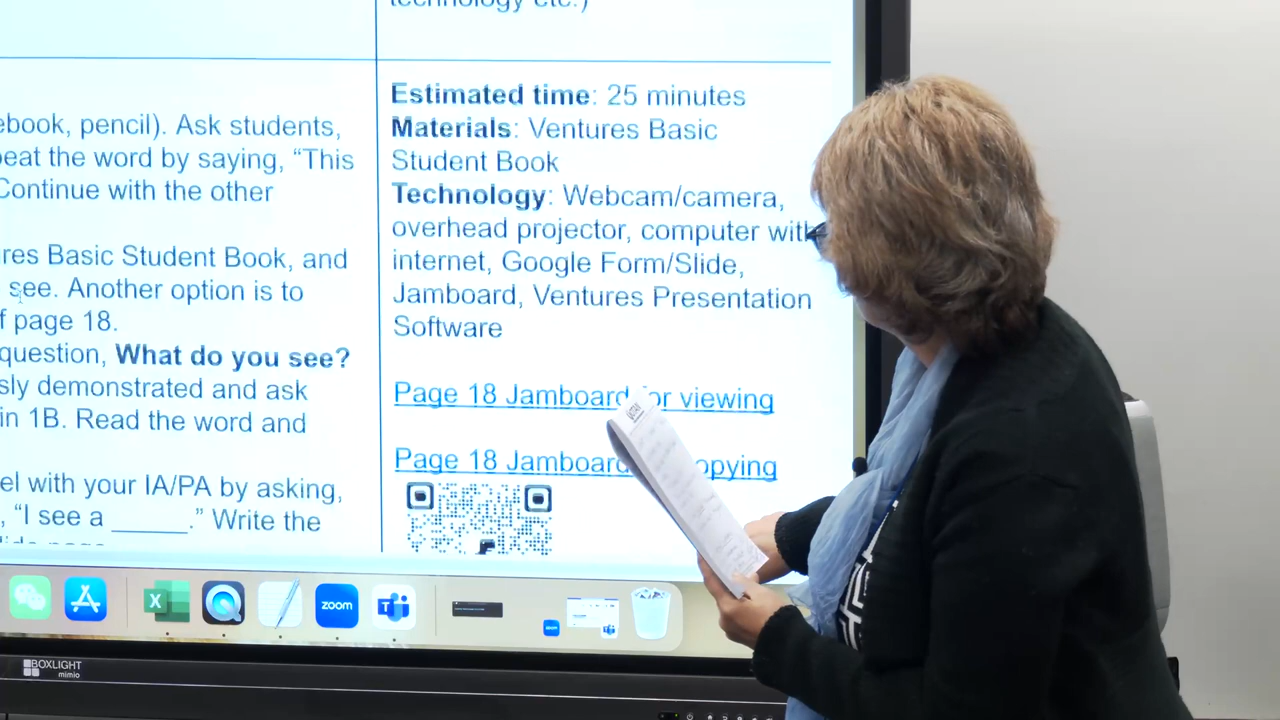 technology etc.)
ebook, pencil). Ask students,
peat the word by saying, “This
Continue with the other
res Basic Student Book, and
see. Another option is to
f page 18.
question, What do you see?
sly demonstrated and ask
in 1B. Read the word and
el with your IA/PA by asking,
, “I see a ______.” Write the
Estimated time: 25 minutes
Materials: Ventures Basic
Student Book
Technology: Webcam/camera,
overhead projector, computer with
internet, Google Form/Slide,
Jamboard, Ventures Presentation
Software
Page 18 Jamboard for viewing
Page 18 Jamboard opying
zoom
BOXLIGHT
mimio